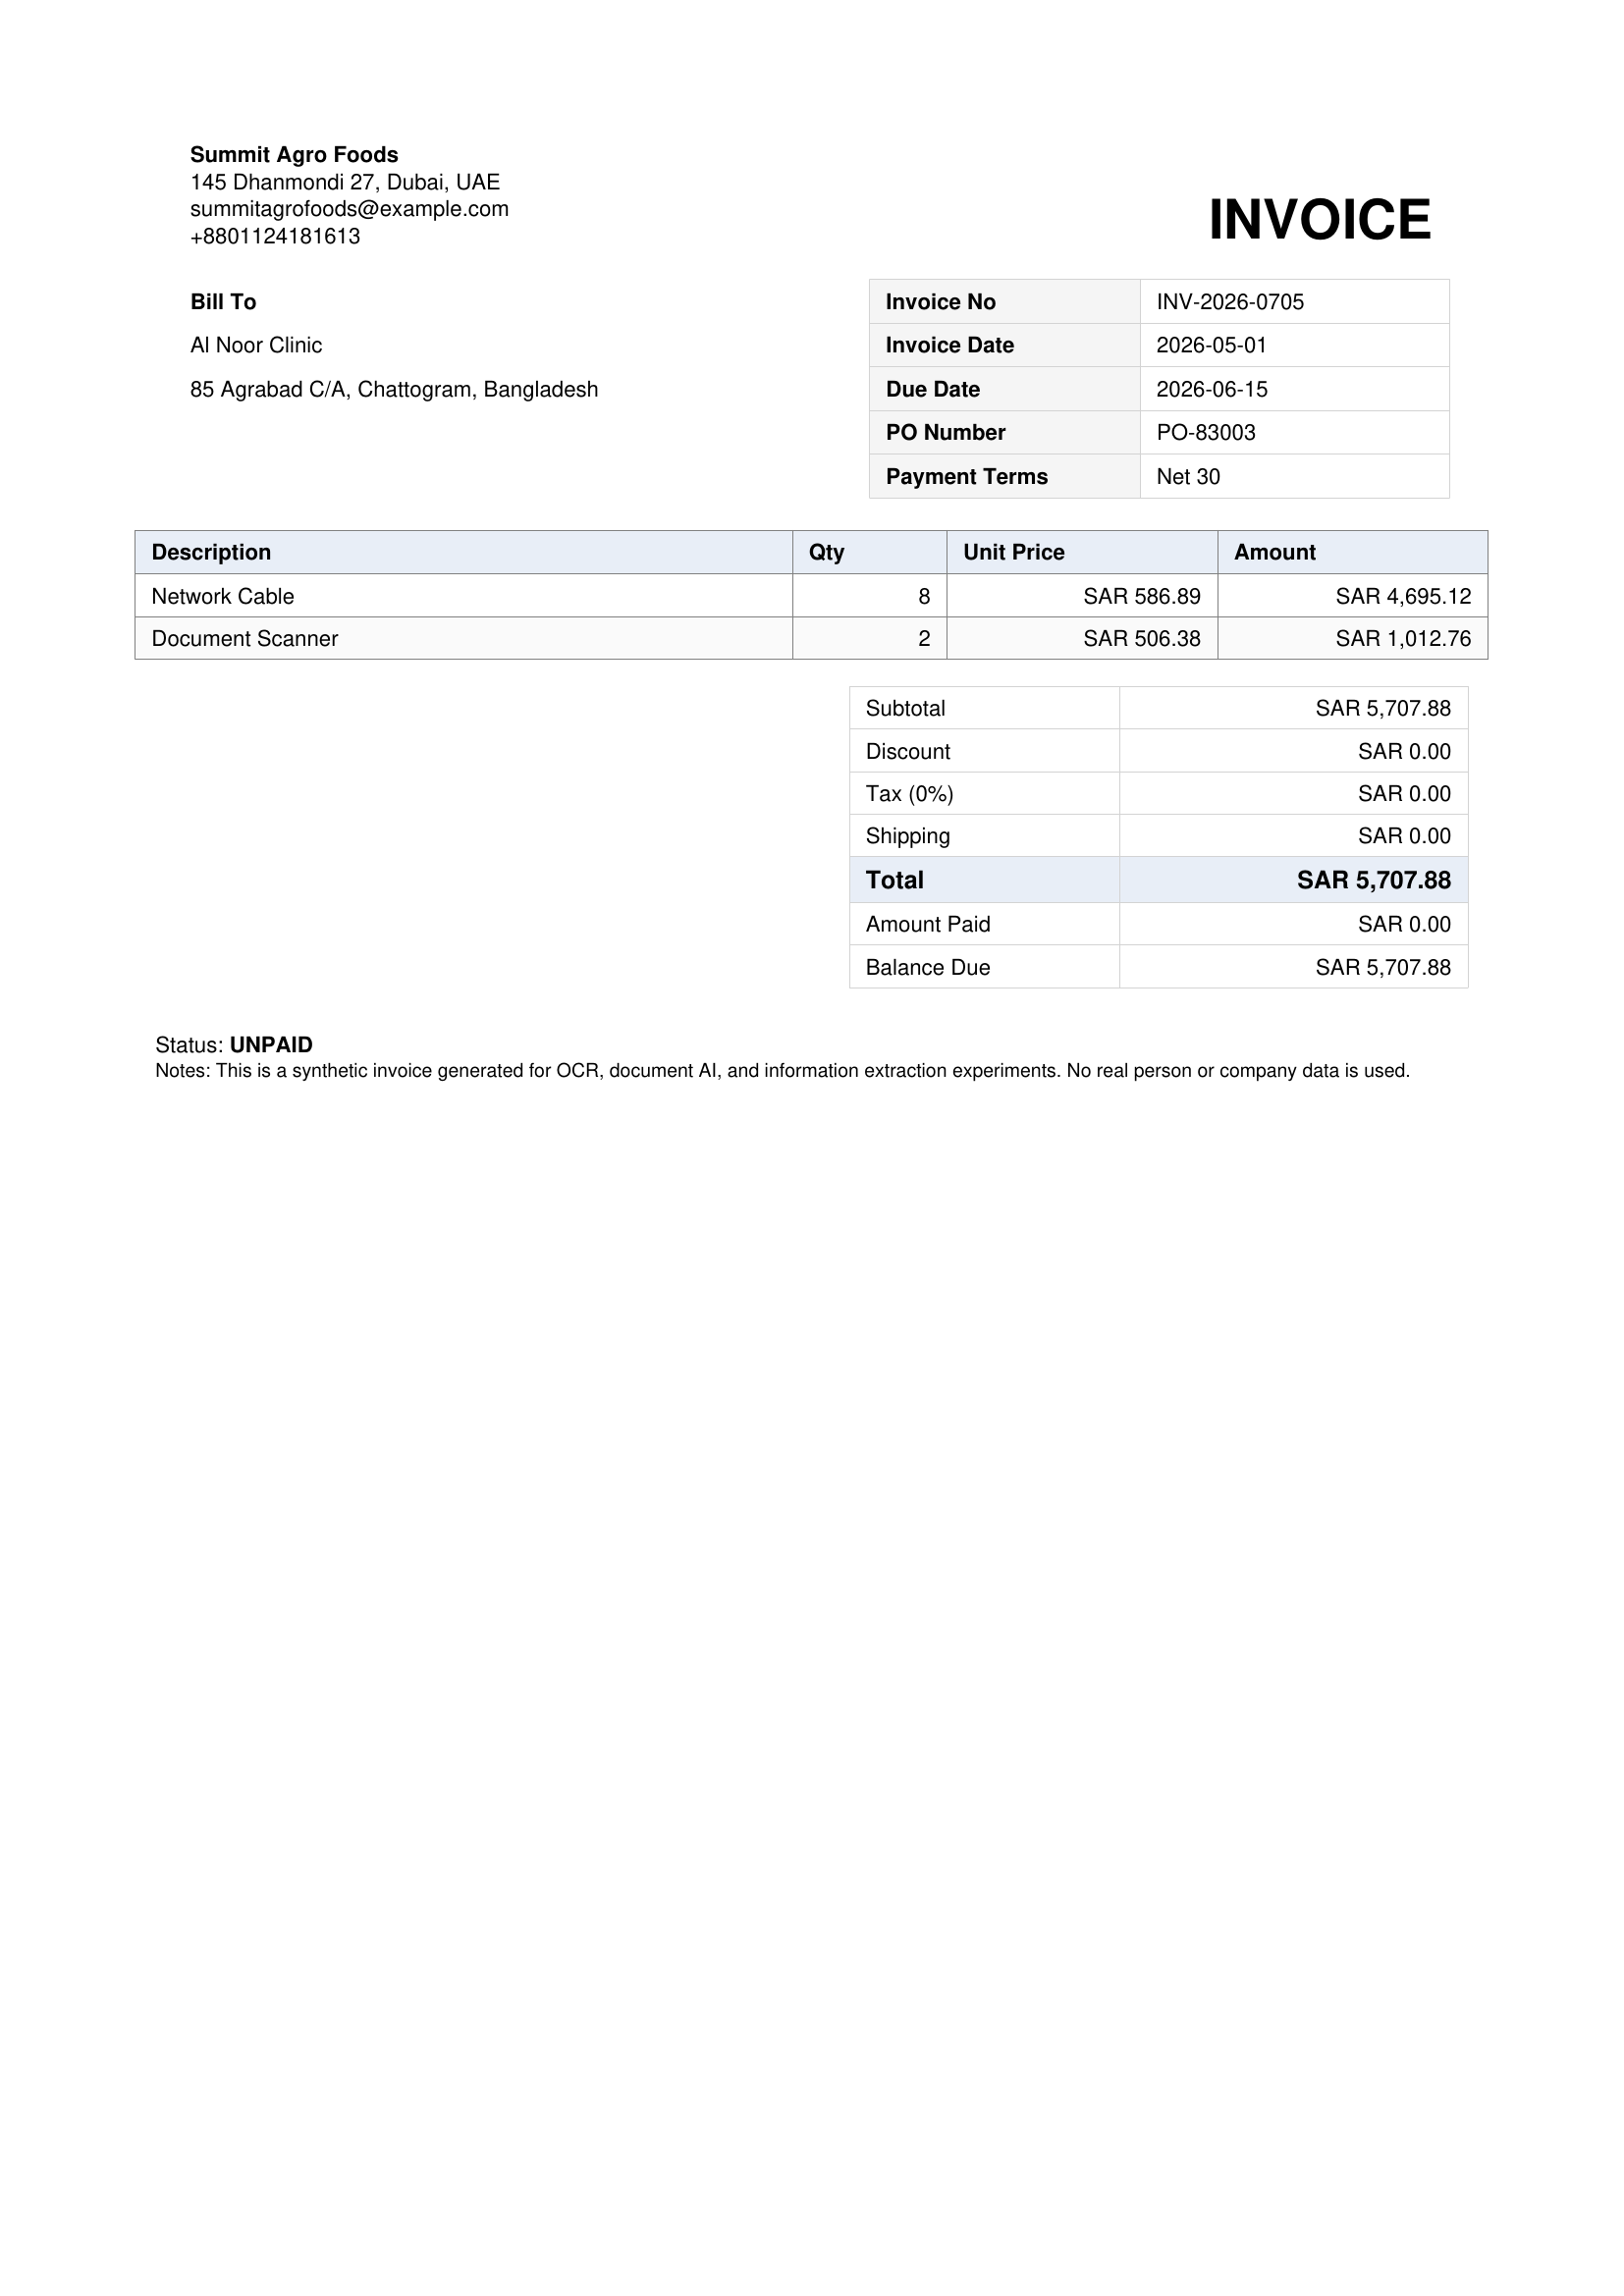 Summit Agro Foods
145 Dhanmondi 27, Dubai, UAE
summitagrofoods@example.com
+8801124181613
INVOICE
Bill To
Al Noor Clinic
85 Agrabad C/A, Chattogram, Bangladesh
Invoice No INV-2026-0705
Invoice Date 2026-05-01
Due Date 2026-06-15
PO Number PO-83003
Payment Terms Net 30
Description Qty Unit Price Amount
Network Cable 8 SAR 586.89 SAR 4,695.12
Document Scanner 2 SAR 506.38 SAR 1,012.76
Subtotal SAR 5,707.88
Discount SAR 0.00
Tax (0%) SAR 0.00
Shipping SAR 0.00
Total SAR 5,707.88
Amount Paid SAR 0.00
Balance Due SAR 5,707.88
Status: UNPAID
Notes: This is a synthetic invoice generated for OCR, document AI, and information extraction experiments. No real person or company data is used.